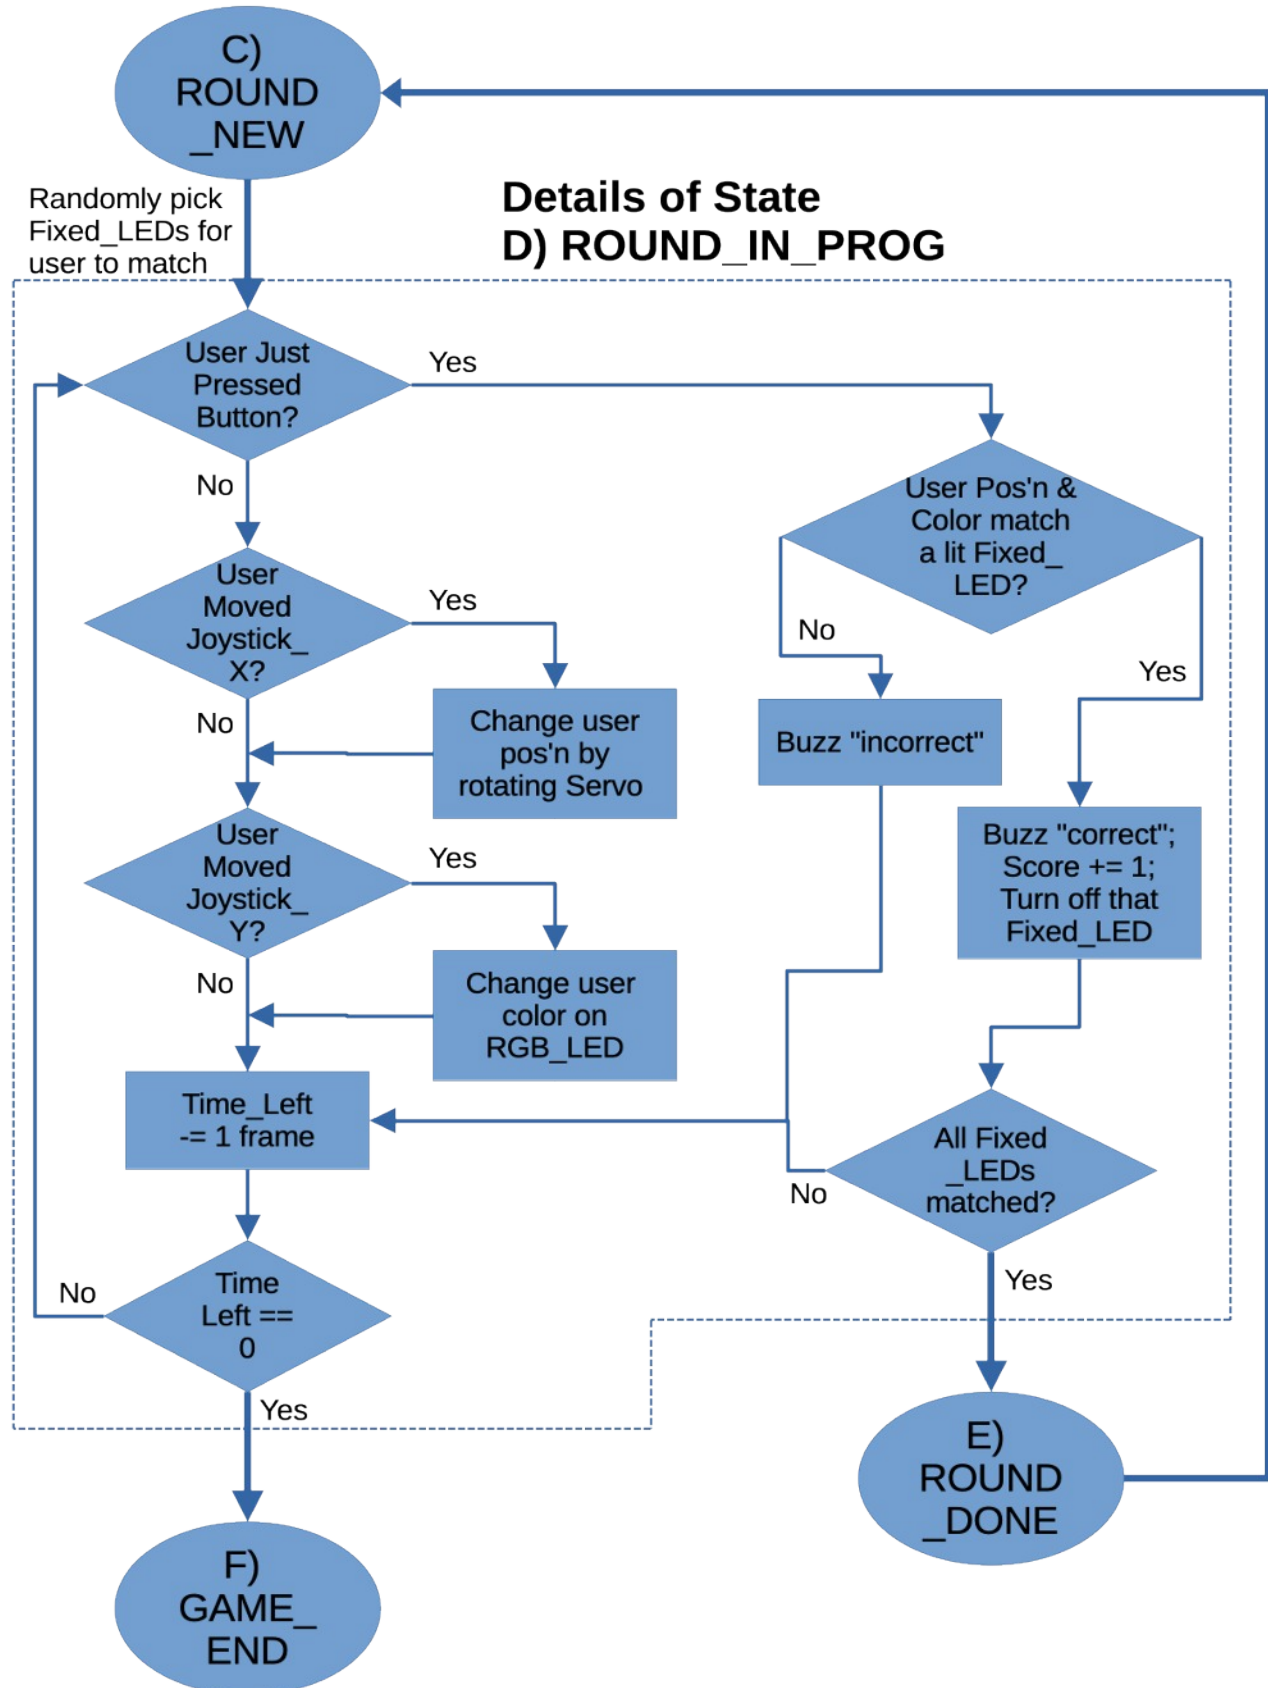 C)
ROUND
_NEW
Randomly pick
Fixed_LEDs for
user to match
Details of State
D) ROUND_IN_PROG
User Just
Pressed
Button?
Yes
No
User Pos'n &
Color match
a lit Fixed_
LED?
User
Moved
Joystick_
X?
Yes
No
Yes
No
Change user
pos'n by
rotating Servo
Buzz "incorrect"
User
Moved
Joystick_
Y?
Yes
Buzz "correct";
Score += 1;
Turn off that
Fixed_LED
No
Change user
color on
RGB_LED
Time_Left
-= 1 frame
All Fixed
_LEDs
matched?
No
Yes
Time
Left ==
0
No
Yes
E)
ROUND
_DONE
F)
GAME_
END